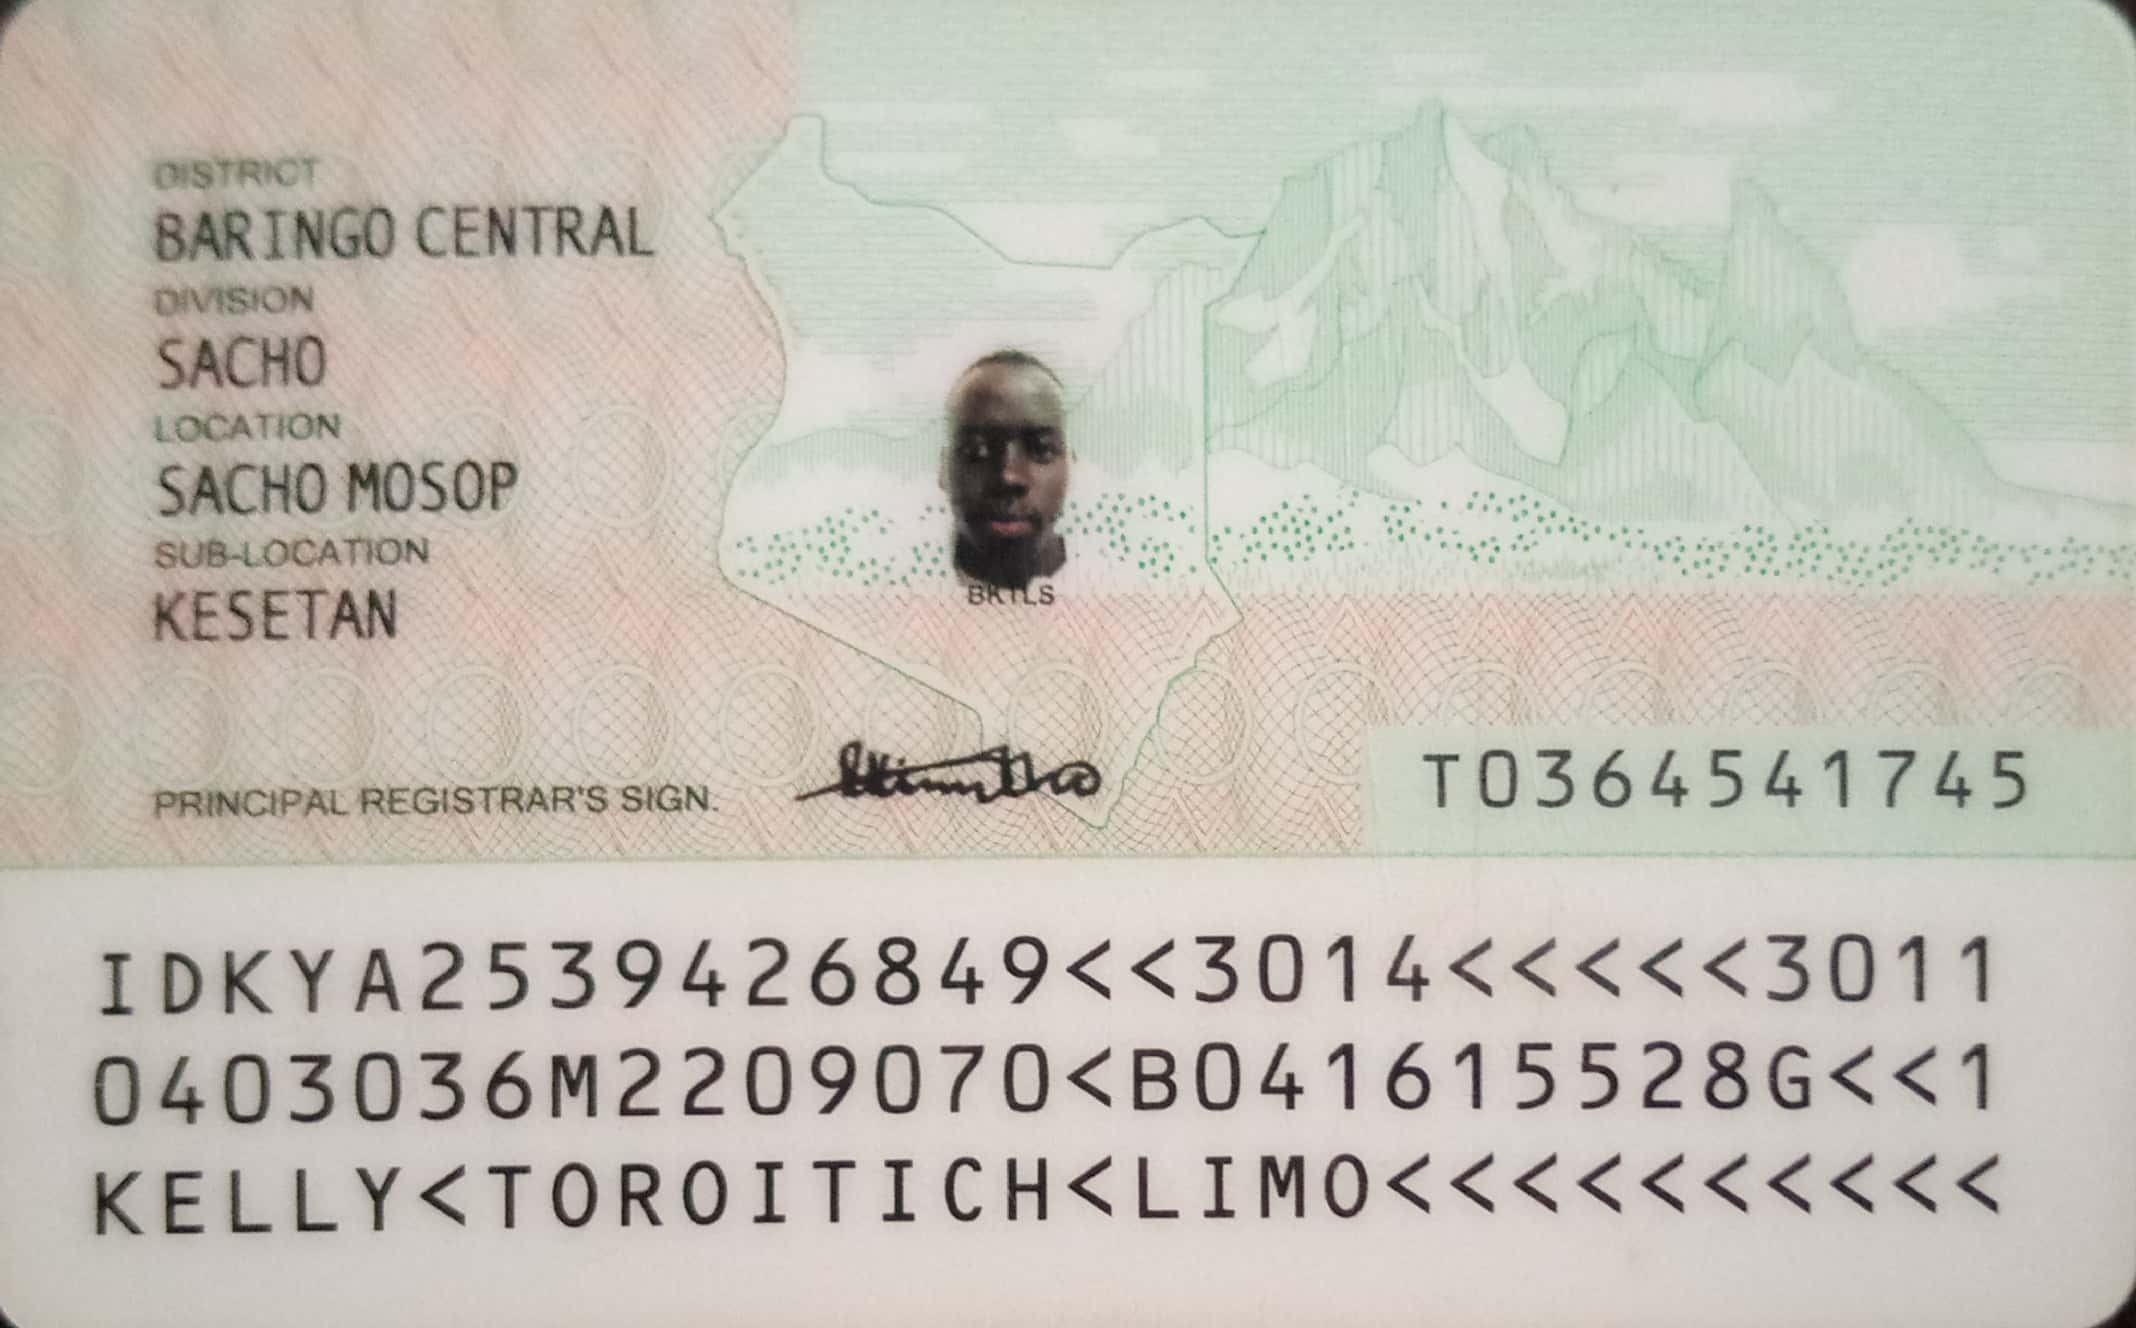 DISTRICT
BARINGO CENTRAL
DIVISION
SACHO
LOCATION
SACHO MOSOP
SUB-LOCATION
KESETAN
BKTLS
PRINCIPAL REGISTRAR'S SIGN.
T0364541745
IDKYA2539426849<<3014<<<<<3011
0403036M2209070<B041615528G<<1
KELLY<TOROITICH<LIMO<<<<<<<<<<